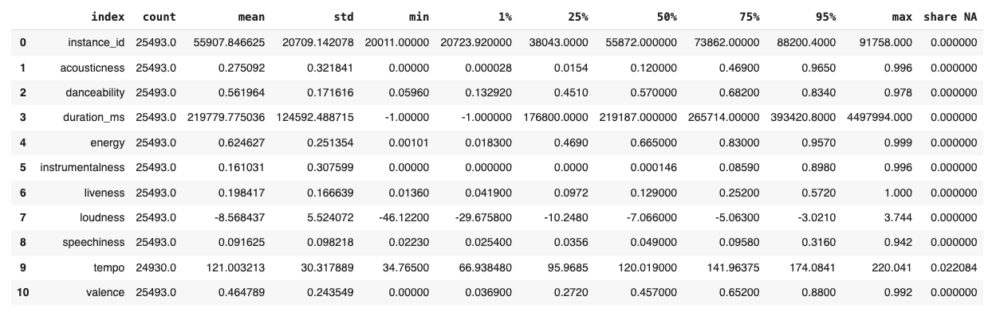 index count mean std min 1% 25% 50% 75% 95% max share NA
0 instance_id 25493.0 55907.846625 20709.142078 20011.00000 20723.920000 38043.0000 55872.000000 73862.00000 88200.4000 91758.000 0.000000
1 acousticness 25493.0 0.275092 0.321841 0.00000 0.000028 0.0154 0.120000 0.46900 0.9650 0.996 0.000000
2 danceability 25493.0 0.561964 0.171616 0.05960 0.132920 0.4510 0.570000 0.68200 0.8340 0.978 0.000000
3 duration_ms 25493.0 219779.775036 124592.488715 -1.00000 -1.000000 176800.0000 219187.000000 265714.00000 393420.8000 4497994.000 0.000000
4 energy 25493.0 0.624627 0.251354 0.00101 0.018300 0.4690 0.665000 0.83000 0.9570 0.999 0.000000
5 instrumentalness 25493.0 0.161031 0.307599 0.00000 0.000000 0.0000 0.000146 0.08590 0.8980 0.996 0.000000
6 liveness 25493.0 0.198417 0.166639 0.01360 0.041900 0.0972 0.129000 0.25200 0.5720 1.000 0.000000
7 loudness 25493.0 -8.568437 5.524072 -46.12200 -29.675800 -10.2480 -7.066000 -5.06300 -3.0210 3.744 0.000000
8 speechiness 25493.0 0.091625 0.098218 0.02230 0.025400 0.0356 0.049000 0.09580 0.3160 0.942 0.000000
9 tempo 24930.0 121.003213 30.317889 34.76500 66.938480 95.9685 120.019000 141.96375 174.0841 220.041 0.022084
10 valence 25493.0 0.464789 0.243549 0.00000 0.036900 0.2720 0.457000 0.65200 0.8800 0.992 0.000000